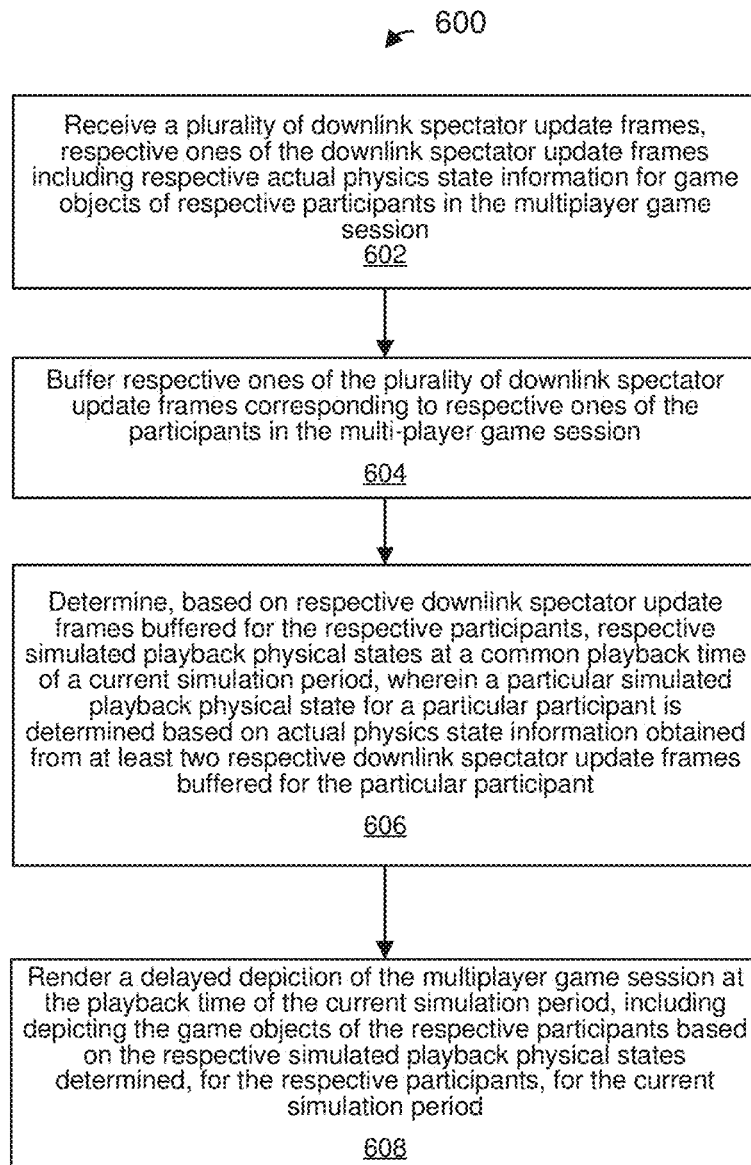 600
Receive a plurality of downlink spectator update frames,
respective ones of the downlink spectator update frames
including respective actual physics state information for game
objects of respective participants in the multiplayer game
session
602
Buffer respective ones of the plurality of downlink spectator
update frames corresponding to respective ones of the
participants in the multi-player game session
604
Determine, based on respective downlink spectator update
frames buffered for the respective participants, respective
simulated playback physical states at a common playback time
of a current simulation period, wherein a particular simulated
playback physical state for a particular participant is
determined based on actual physics state information obtained
from at least two respective downlink spectator update frames
buffered for the particular participant
606
Render a delayed depiction of the multiplayer game session at
the playback time of the current simulation period, including
depicting the game objects of the respective participants based
on the respective simulated playback physical states
determined, for the respective participants, for the current
simulation period
608